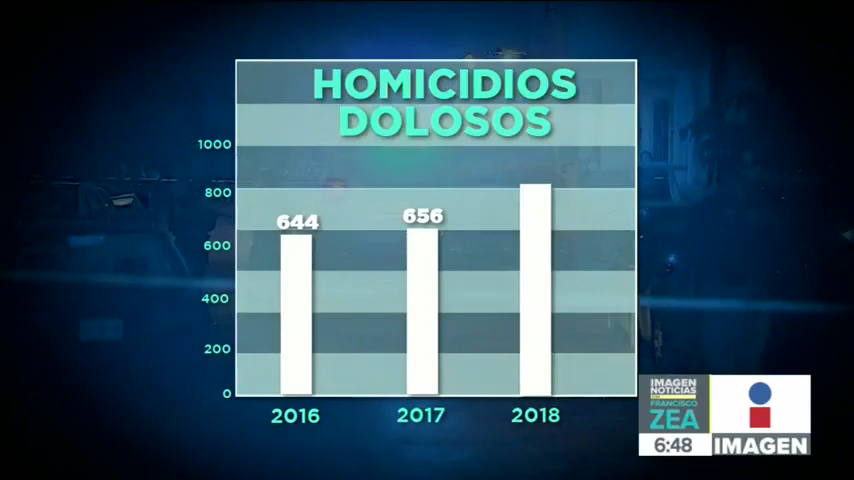 HOMICIDIOS
DOLOSOS
1000
800
600
400
200
0
644
656
2016
2017
2018
IMAGEN
NOTICIAS
FRANCISCO
ZEA
6:48
IMAGEN